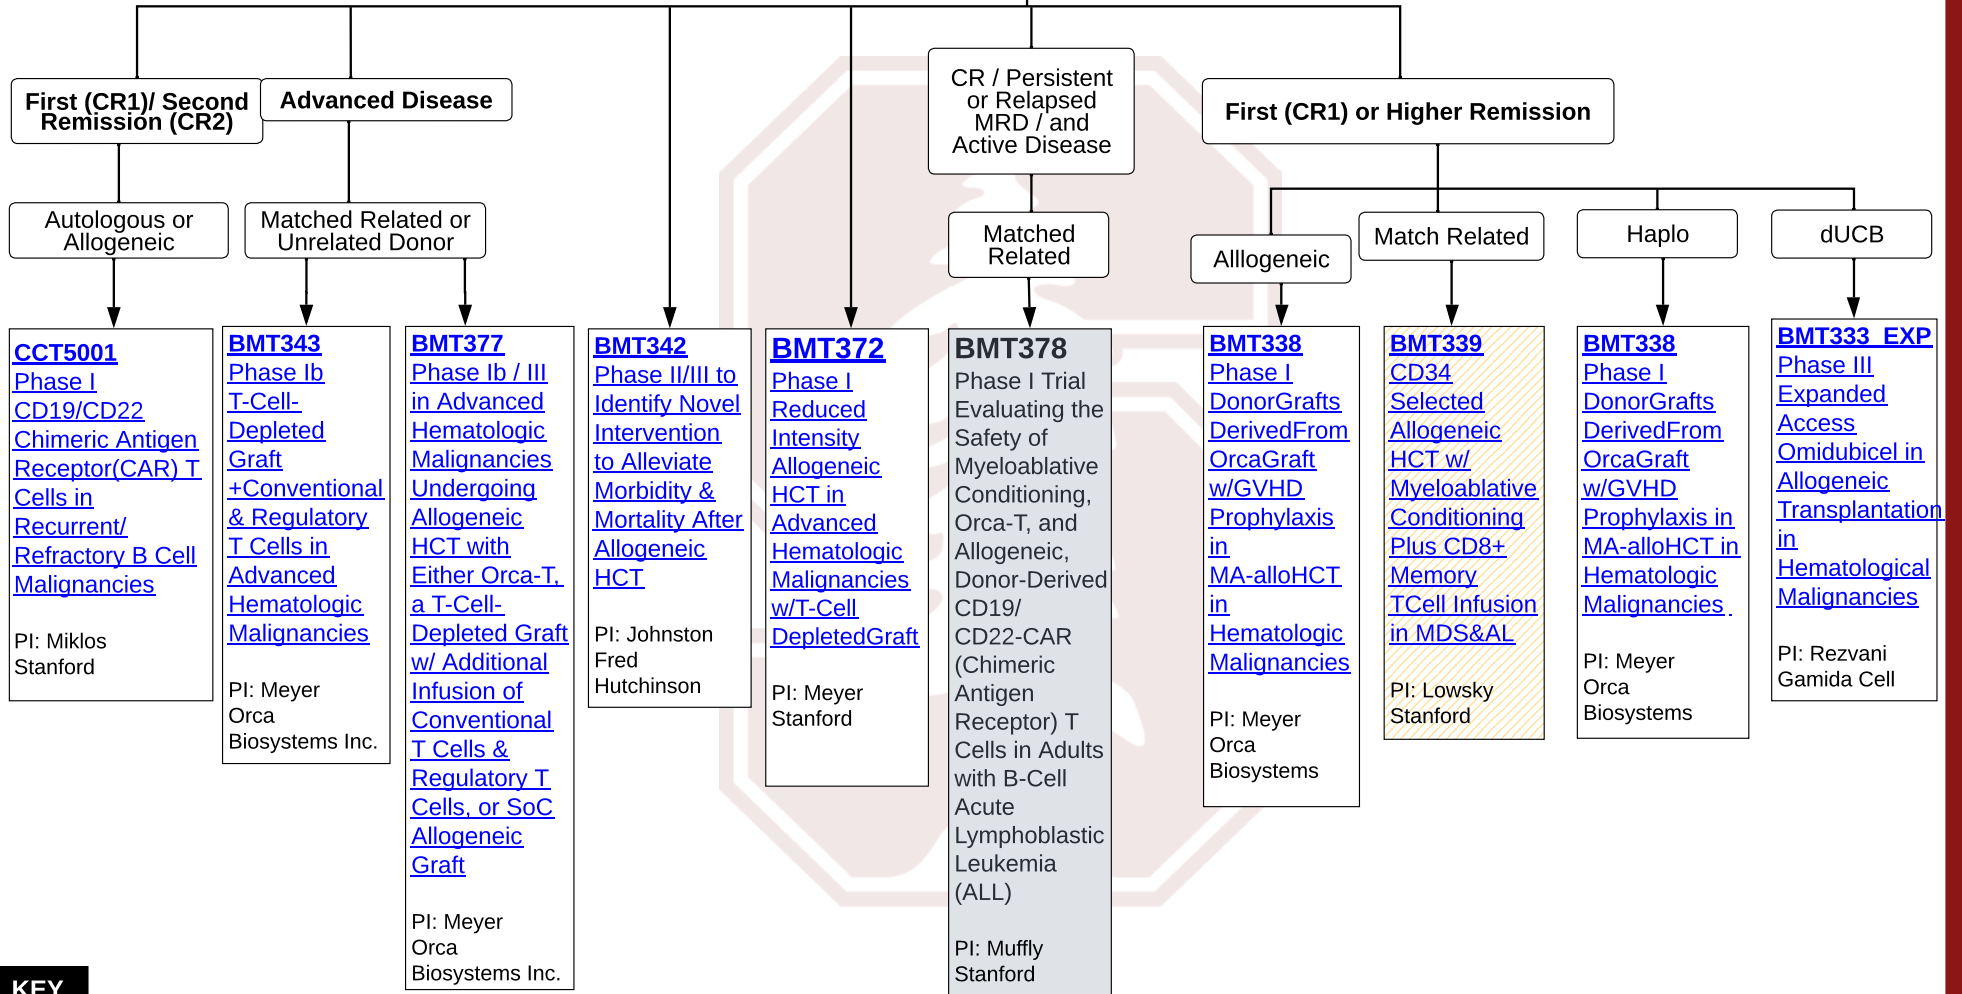 First (CR1)/ Second
Remission (CR2)
Advanced Disease
CR / Persistent
or Relapsed
MRD / and
Active Disease
First (CR1) or Higher Remission
Autologous or
Allogeneic
Matched Related or
Unrelated Donor
Matched
Related
Alllogeneic
Match Related
Haplo
dUCB
CCT5001
Phase I
CD19/CD22
Chimeric Antigen
Receptor(CAR) T
Cells in
Recurrent/
Refractory B Cell
Malignancies
PI: Miklos
Stanford
BMT343
Phase Ib
T-Cell-
Depleted
Graft
+Conventional
& Regulatory
T Cells in
Advanced
Hematologic
Malignancies
PI: Meyer
Orca
Biosystems Inc.
BMT377
Phase Ib / III
in Advanced
Hematologic
Malignancies
Undergoing
Allogeneic
HCT with
Either Orca-T,
a T-Cell-
Depleted Graft
w/ Additional
Infusion of
Conventional
T Cells &
Regulatory T
Cells, or SoC
Allogeneic
Graft
PI: Meyer
Orca
Biosystems Inc.
BMT342
Phase II/III to
Identify Novel
Intervention
to Alleviate
Morbidity &
Mortality After
Allogeneic
HCT
PI: Johnston
Fred
Hutchinson
BMT372
Phase I
Reduced
Intensity
Allogeneic
HCT in
Advanced
Hematologic
Malignancies
w/T-Cell
DepletedGraft
PI: Meyer
Stanford
BMT378
Phase I Trial
Evaluating the
Safety of
Myeloablative
Conditioning,
Orca-T, and
Allogeneic,
Donor-Derived
CD19/
CD22-CAR
(Chimeric
Antigen
Receptor) T
Cells in Adults
with B-Cell
Acute
Lymphoblastic
Leukemia
(ALL)
PI: Muffly
Stanford
BMT338
Phase I
DonorGrafts
DerivedFrom
OrcaGraft
w/GVHD
Prophylaxis
in
MA-alloHCT
in
Hematologic
Malignancies
PI: Meyer
Orca
Biosystems
BMT339
CD34
Selected
Allogeneic
HCT w/
Myeloablative
Conditioning
Plus CD8+
Memory
TCell Infusion
in MDS&AL
PI: Lowsky
Stanford
BMT338
Phase I
DonorGrafts
DerivedFrom
OrcaGraft
w/GVHD
Prophylaxis in
MA-alloHCT in
Hematologic
Malignancies .
PI: Meyer
Orca
Biosystems
BMT333_EXP
Phase III
Expanded
Access
Omidubicel in
Allogeneic
Transplantation
in
Hematological
Malignancies
PI: Rezvani
Gamida Cell
KEY